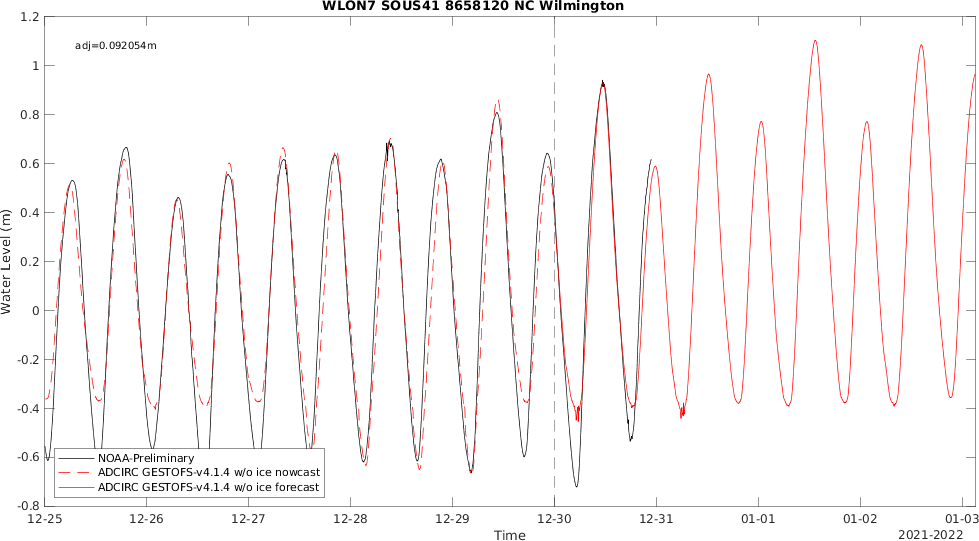 WLON7 SOUS41 8658120 NC Wilmington
adj=0.092054m
1.2
1
0.8
0.6
0.4
0.2
0
-0.2
-0.4
-0.6
-0.8
Water Level (m)
NOAA-Preliminary
ADCIRC GESTOFS-v4.1.4 w/o ice nowcast
ADCIRC GESTOFS-v4.1.4 w/o ice forecast
12-25 12-26 12-27 12-28 12-29 12-30 12-31 01-01 01-02 01-03
Time
2021-2022